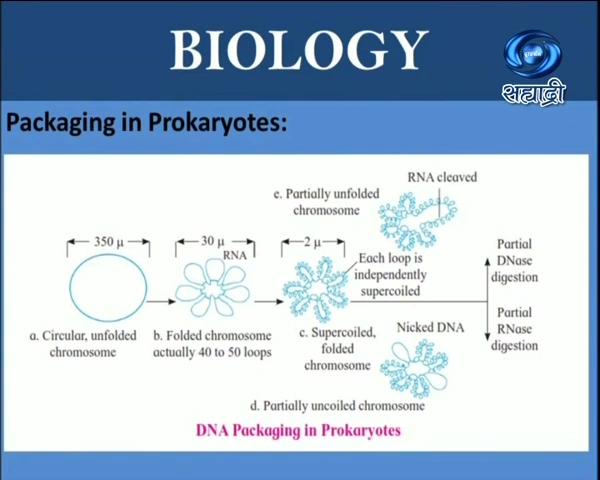 BIOLOGY
सह्याद्री
Packaging in Prokaryotes:
RNA cleaved
e. Partially unfolded
chromosome
350 μ
30 μ
RNA
2 μ
Each loop is
independently
supercoiled
Partial
DNase
digestion
Partial
RNase
digestion
a. Circular, unfolded
chromosome
b. Folded chromosome
actually 40 to 50 loops
c. Supercoiled,
folded
chromosome
Nicked DNA
d. Partially uncoiled chromosome
DNA Packaging in Prokaryotes